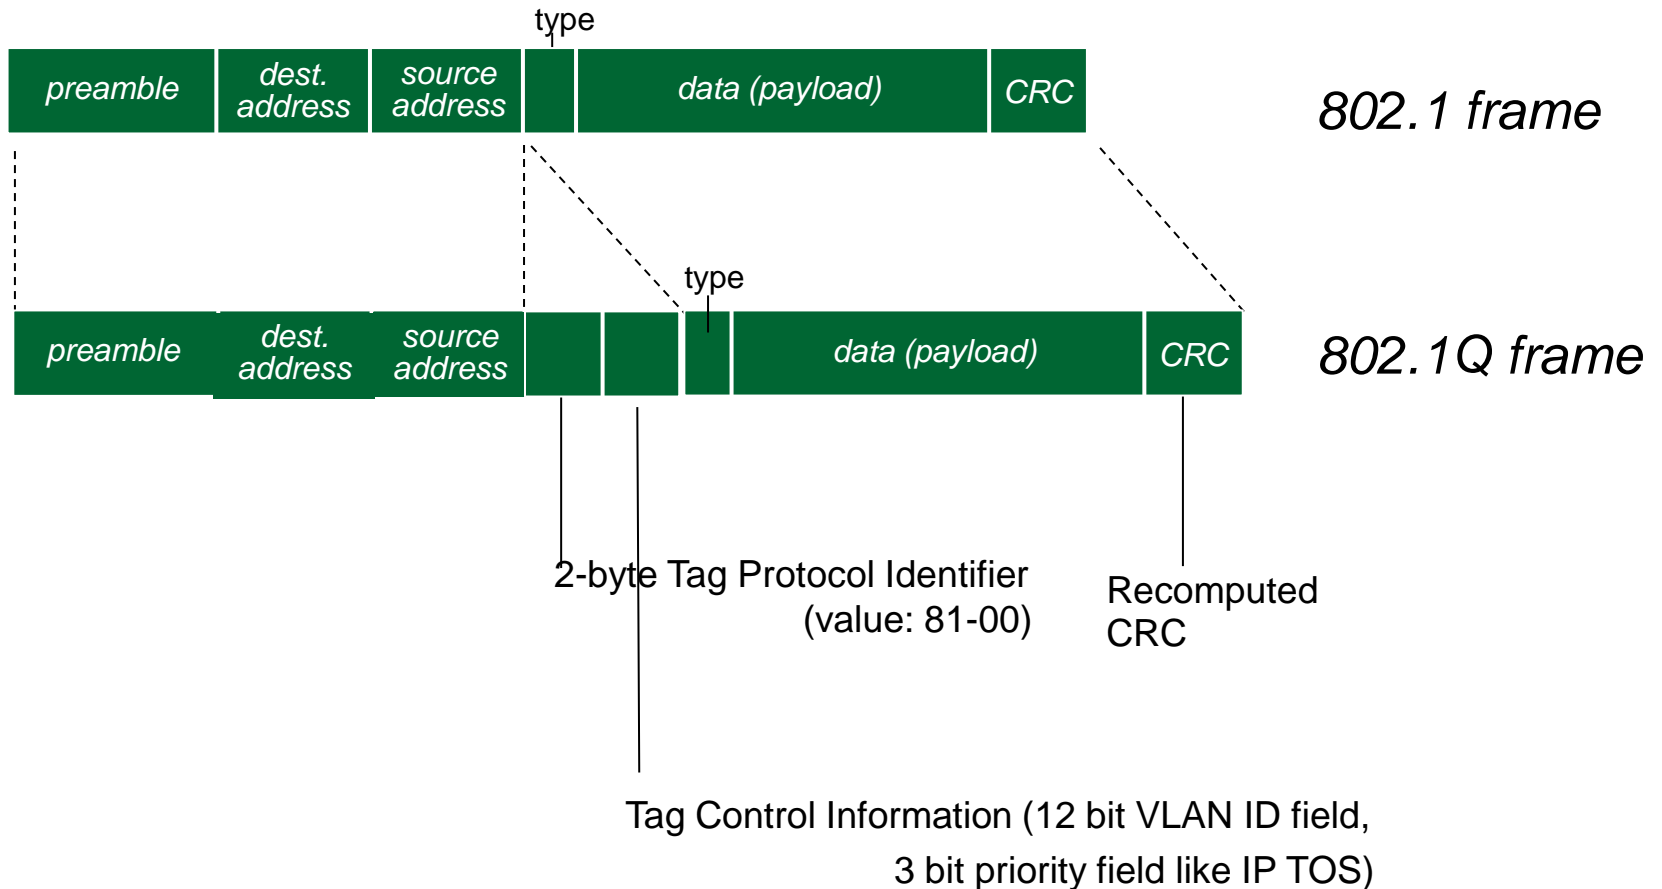 type
preamble
dest.
address
source
address
data (payload)
CRC
802.1 frame
type
preamble
dest.
address
source
address
data (payload)
CRC
802.1Q frame
2-byte Tag Protocol Identifier
(value: 81-00)
Recomputed
CRC
Tag Control Information (12 bit VLAN ID field,
3 bit priority field like IP TOS)